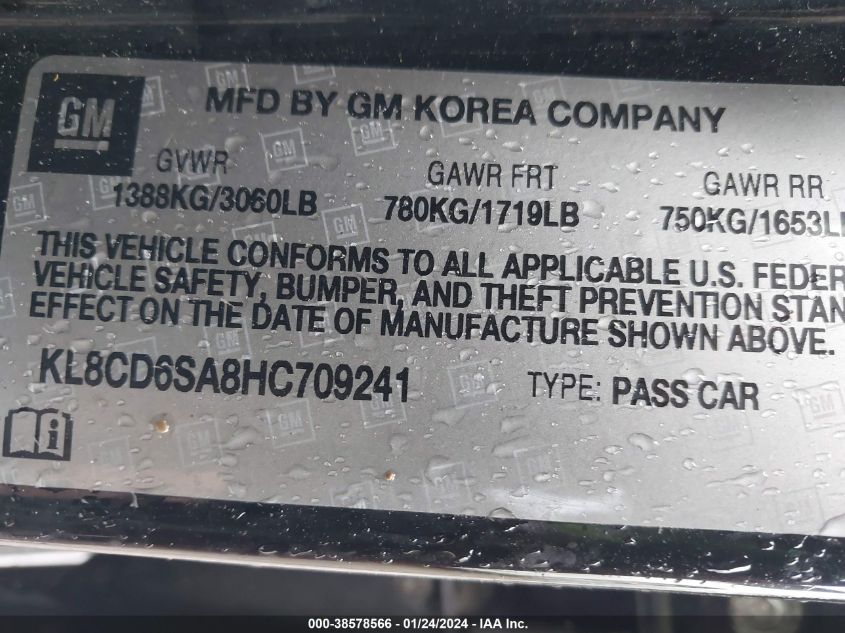 GM MFD BY GM KOREA COMPANY
GVWR GAWR FRT GAWR RR
1388KG/3060LB 780KG/1719LB 750KG/1653L
THIS VEHICLE CONFORMS TO ALL APPLICABLE U.S. FEDER
VEHICLE SAFETY, BUMPER, AND THEFT PREVENTION STAN
EFFECT ON THE DATE OF MANUFACTURE SHOWN ABOVE.
KL8CD6SA8HC709241 TYPE: PASS CAR
000-38578566 - 01/24/2024 - IAA Inc.